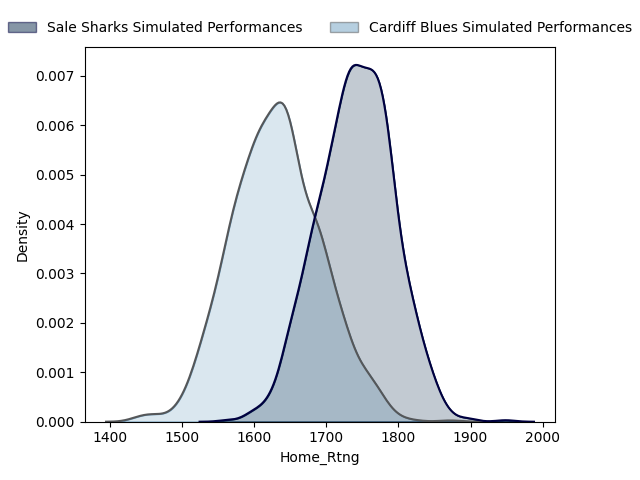 Sale Sharks Simulated Performances Cardiff Blues Simulated Performances
0.007
0.006
0.005
0.004
0.003
0.002
0.001
0.000
Density
1400 1500 1600 1700 1800 1900 2000
Home_Rtng